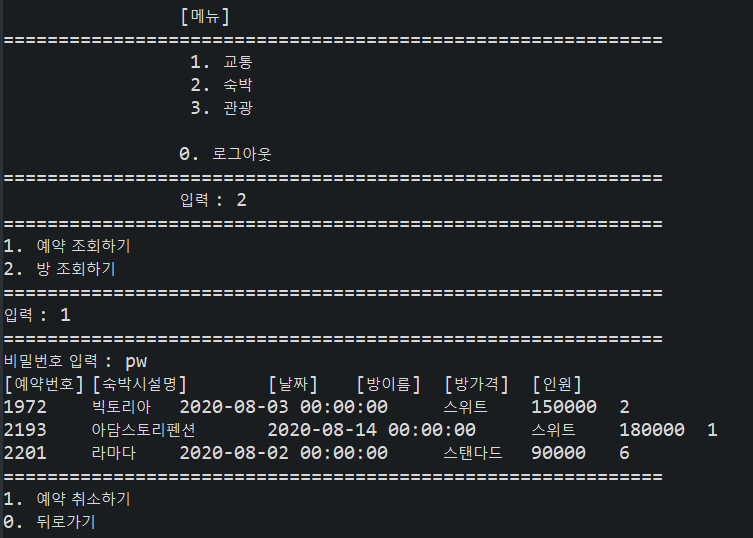 [메뉴]
============================================================
1. 교통
2. 숙박
3. 관광
0. 로그아웃
============================================================
입력 : 2
============================================================
1. 예약 조회하기
2. 방 조회하기
============================================================
입력 : 1
============================================================
비밀번호 입력 : pw
[예약번호] [숙박시설명] [날짜] [방이름] [방가격] [인원]
1972 빅토리아 2020-08-03 00:00:00 스위트 150000 2
2193 아담스토리펜션 2020-08-14 00:00:00 스위트 180000 1
2201 라마다 2020-08-02 00:00:00 스탠다드 90000 6
============================================================
1. 예약 취소하기
0. 뒤로가기